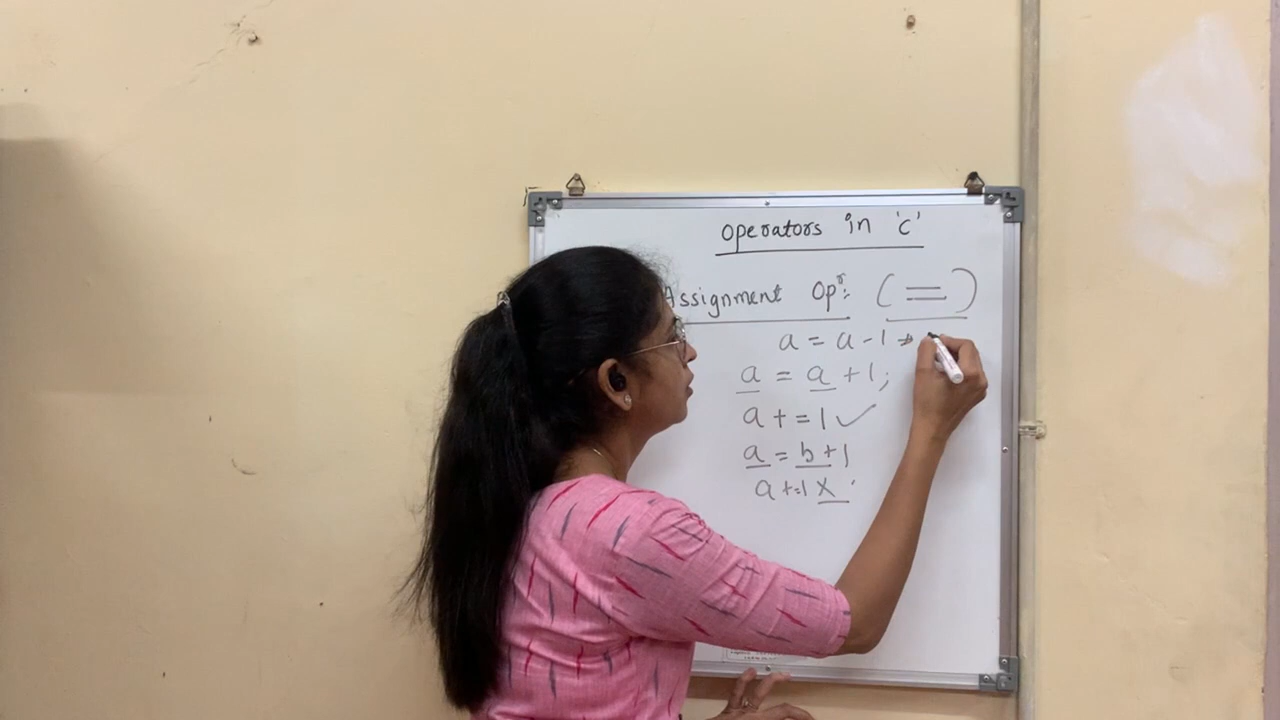 Operators in 'c'
Assignment Opr: (=)
a = a - 1 →
a = a + 1;
a + = 1 ✓
a = b + 1
a += 1 X